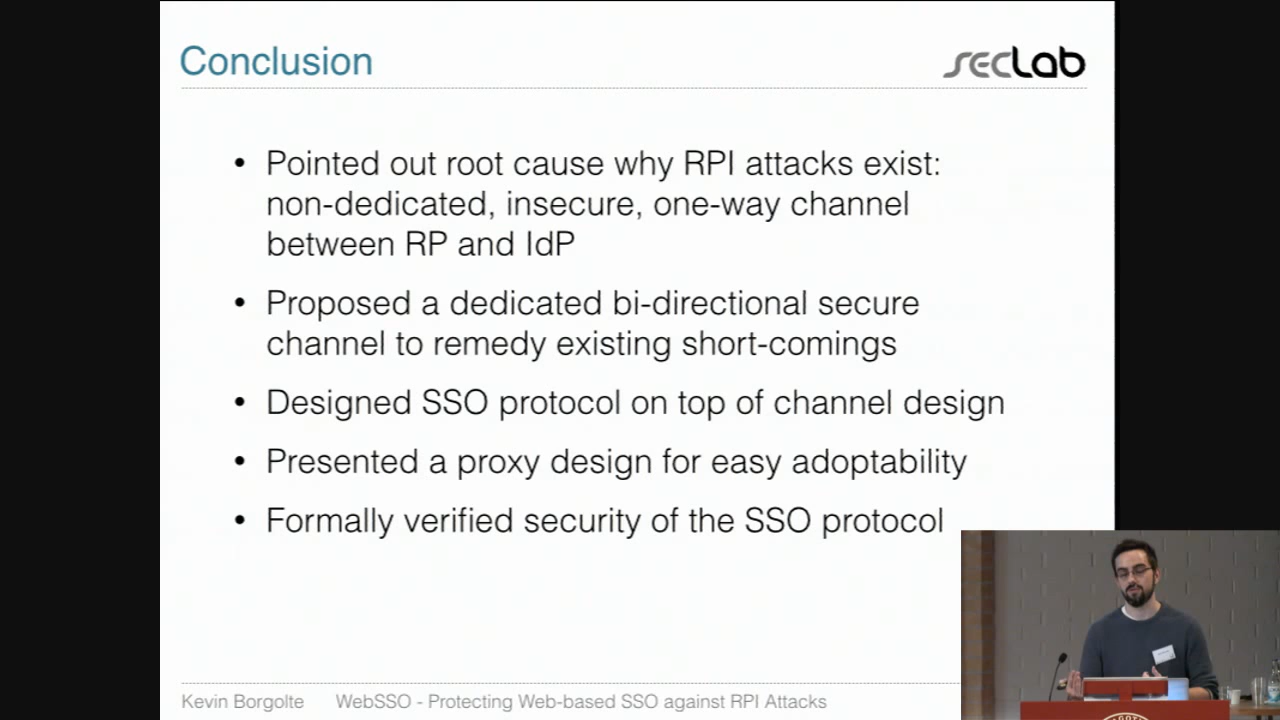 Conclusion
secLab
• Pointed out root cause why RPI attacks exist:
non-dedicated, insecure, one-way channel
between RP and IdP
• Proposed a dedicated bi-directional secure
channel to remedy existing short-comings
• Designed SSO protocol on top of channel design
• Presented a proxy design for easy adoptability
• Formally verified security of the SSO protocol
Kevin Borgolte WebSSO - Protecting Web-based SSO against RPI Attacks